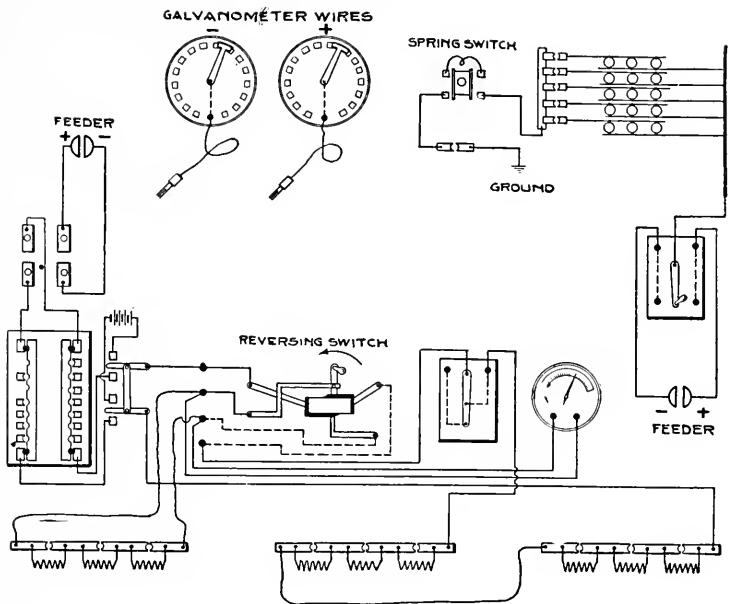 GALVANOMETER WIRES
- +
SPRING SWITCH
FEEDER
+ -
GROUND
REVERSING SWITCH
- +
FEEDER